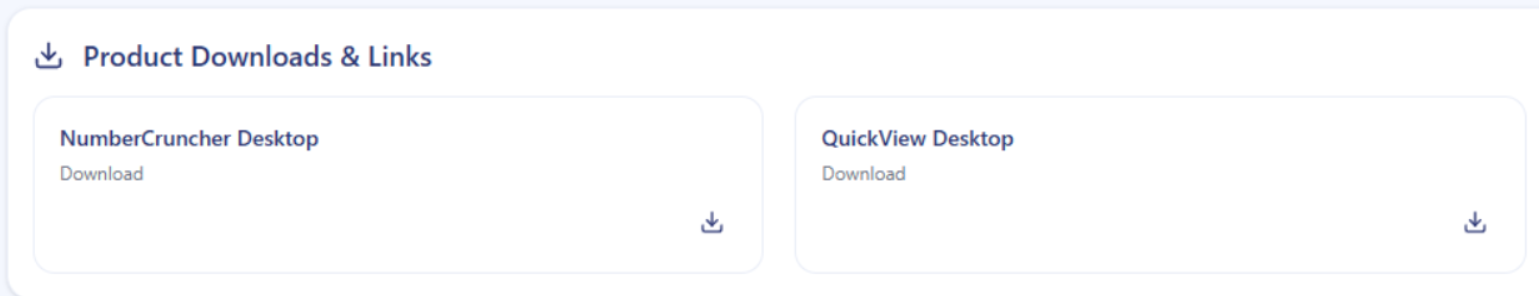 Product Downloads & Links
NumberCruncher Desktop
Download
QuickView Desktop
Download